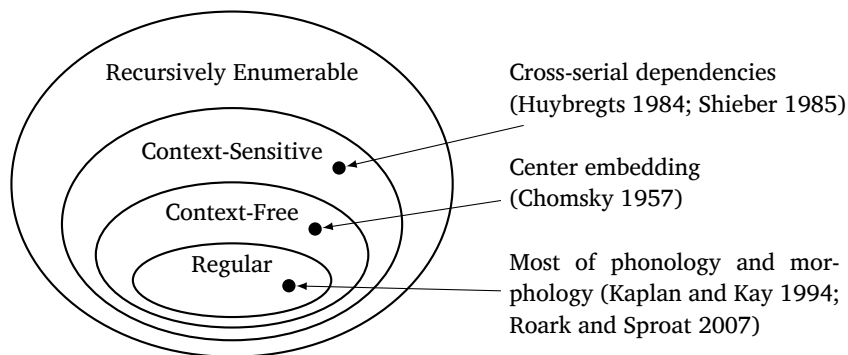 Recursively Enumerable
Context-Sensitive
Context-Free
Regular
Cross-serial dependencies
(Huybregts 1984; Shieber 1985)
Center embedding
(Chomsky 1957)
Most of phonology and mor-
phology (Kaplan and Kay 1994;
Roark and Sproat 2007)